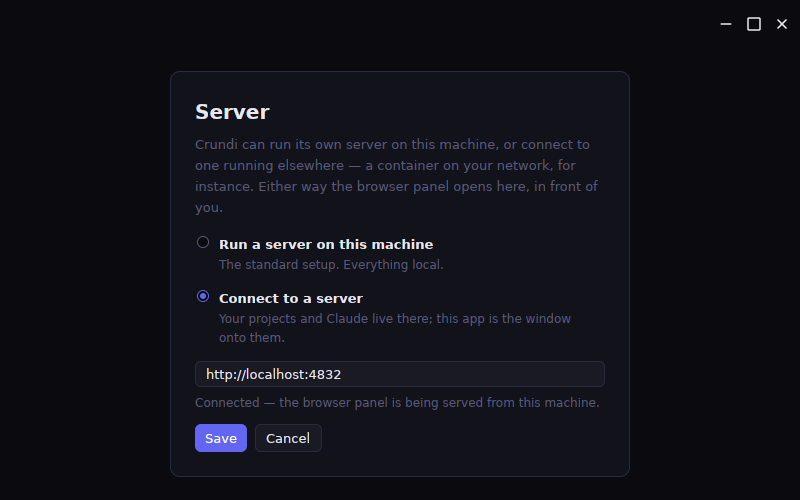 Server
Crundi can run its own server on this machine, or connect to
one running elsewhere — a container on your network, for
instance. Either way the browser panel opens here, in front of
you.
Run a server on this machine
The standard setup. Everything local.
Connect to a server
Your projects and Claude live there; this app is the window
onto them.
http://localhost:4832
Connected — the browser panel is being served from this machine.
Save Cancel